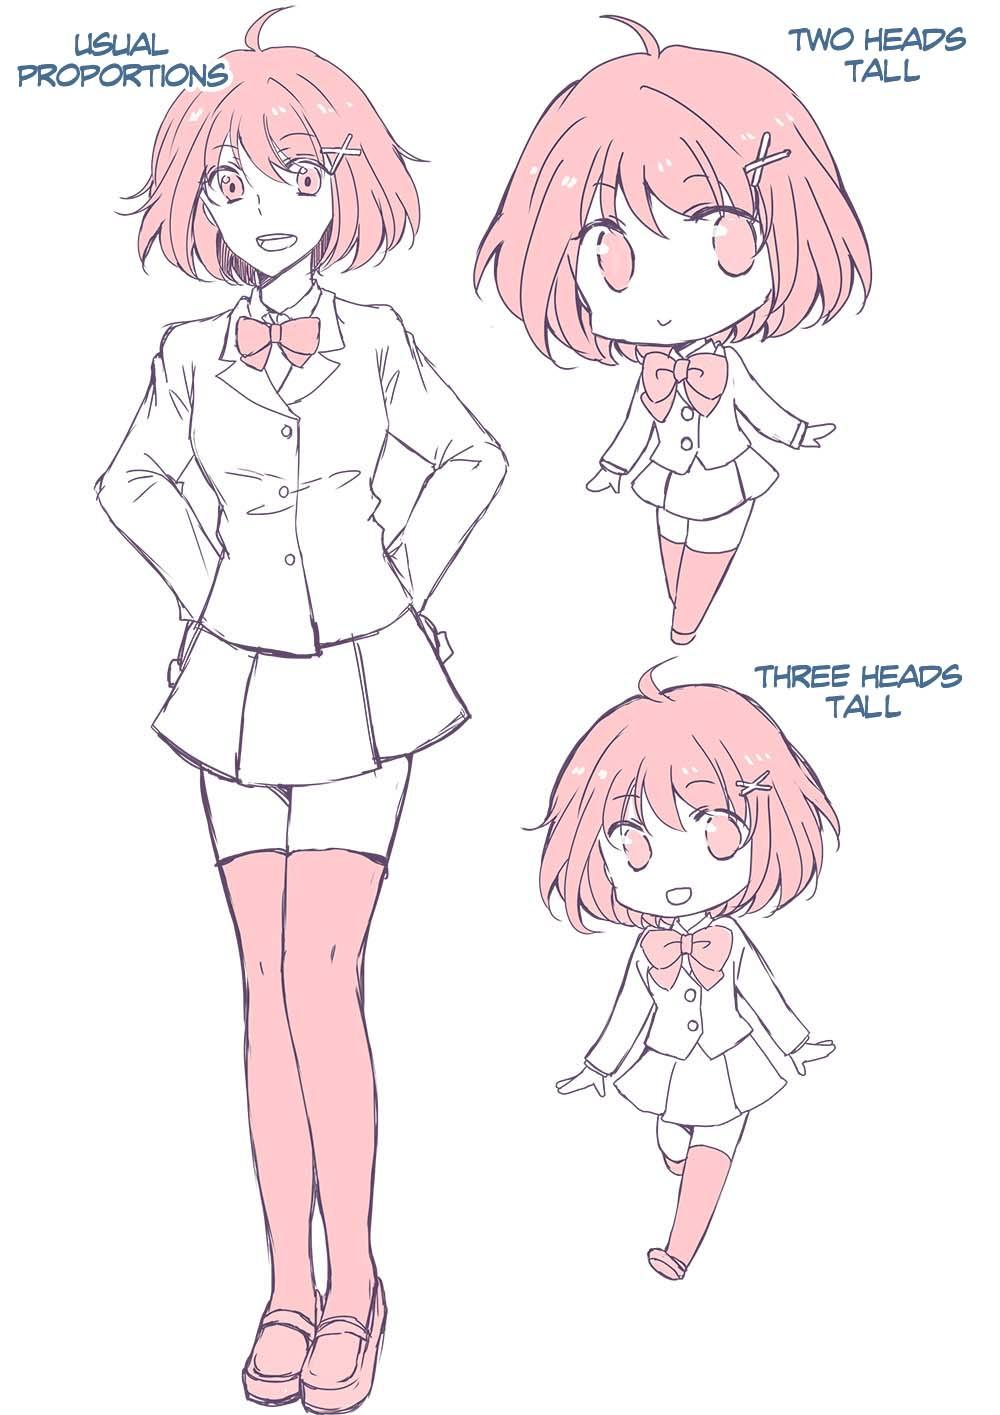 USUAL
PROPORTIONS
TWO HEADS
TALL
THREE HEADS
TALL